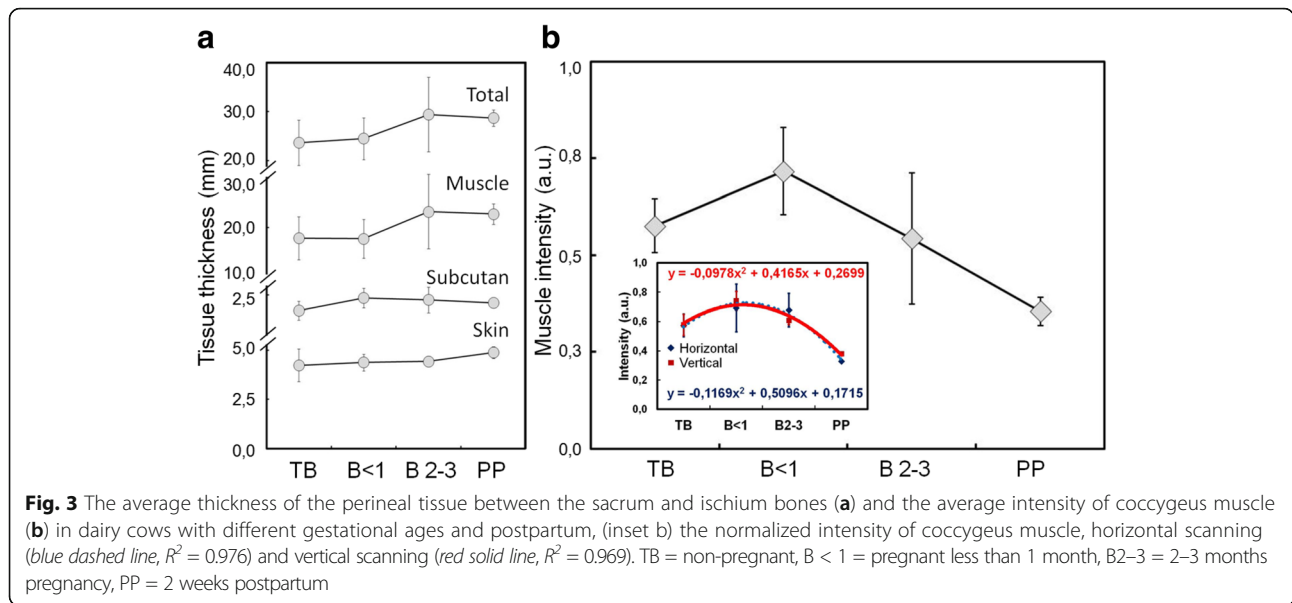 a
40,0
Total
30,0
20,0
30,0
Muscle
20,0
10,0
Subcutan
2,5
Skin
5,0
2,5
0,0
Tissue thickness (mm)
TB B<1 B 2-3 PP
b
1,0
0,8
0,5
0,3
0,0
Muscle intensity (a.u.)
TB B<1 B 2-3 PP
y = -0,0978x² + 0,4165x + 0,2699
1,0
0,8
0,6
0,4
0,2
0,0
Intensity (a.u.)
Horizontal
Vertical
y = -0,1169x² + 0,5096x + 0,1715
TB B<1 B2-3 PP
Fig. 3 The average thickness of the perineal tissue between the sacrum and ischium bones (a) and the average intensity of coccygeus muscle
(b) in dairy cows with different gestational ages and postpartum, (inset b) the normalized intensity of coccygeus muscle, horizontal scanning
(blue dashed line, R² = 0.976) and vertical scanning (red solid line, R² = 0.969). TB = non-pregnant, B < 1 = pregnant less than 1 month, B2–3 = 2–3 months
pregnancy, PP = 2 weeks postpartum